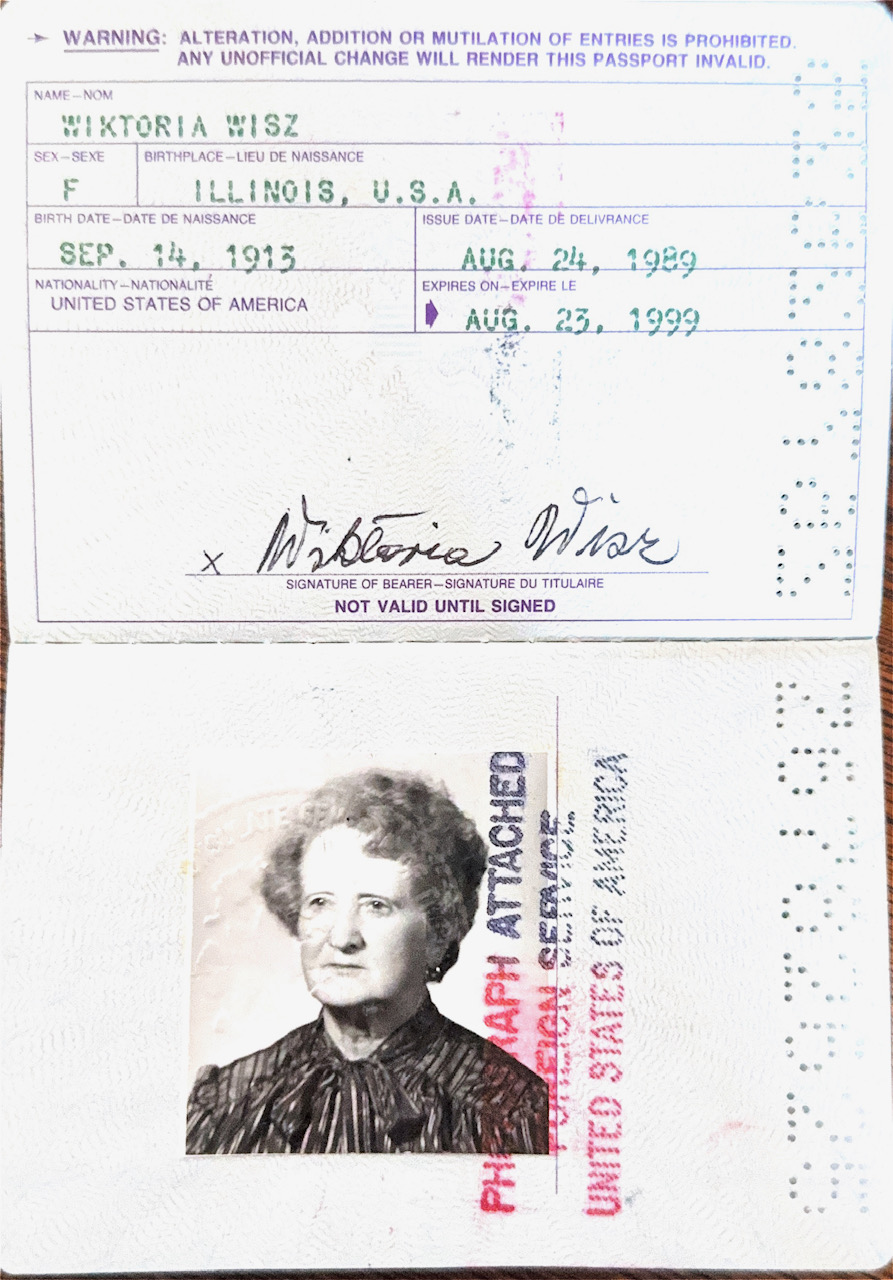 WARNING: ALTERATION, ADDITION OR MUTILATION OF ENTRIES IS PROHIBITED.
ANY UNOFFICIAL CHANGE WILL RENDER THIS PASSPORT INVALID.
NAME—NOM
WIKTORIA WISZ
SEX—SEXE BIRTHPLACE—LIEU DE NAISSANCE
F ILLINOIS, U.S.A.
BIRTH DATE—DATE DE NAISSANCE ISSUE DATE—DATE DE DELIVRANCE
SEP. 14, 1913 AUG. 24, 1989
NATIONALITY—NATIONALITÉ EXPIRES ON—EXPIRE LE
UNITED STATES OF AMERICA AUG. 23, 1999
x Wiktoria Wisz
SIGNATURE OF BEARER—SIGNATURE DU TITULAIRE
NOT VALID UNTIL SIGNED
PHOTOGRAPH ATTACHED
FOREIGN SERVICE
UNITED STATES OF AMERICA